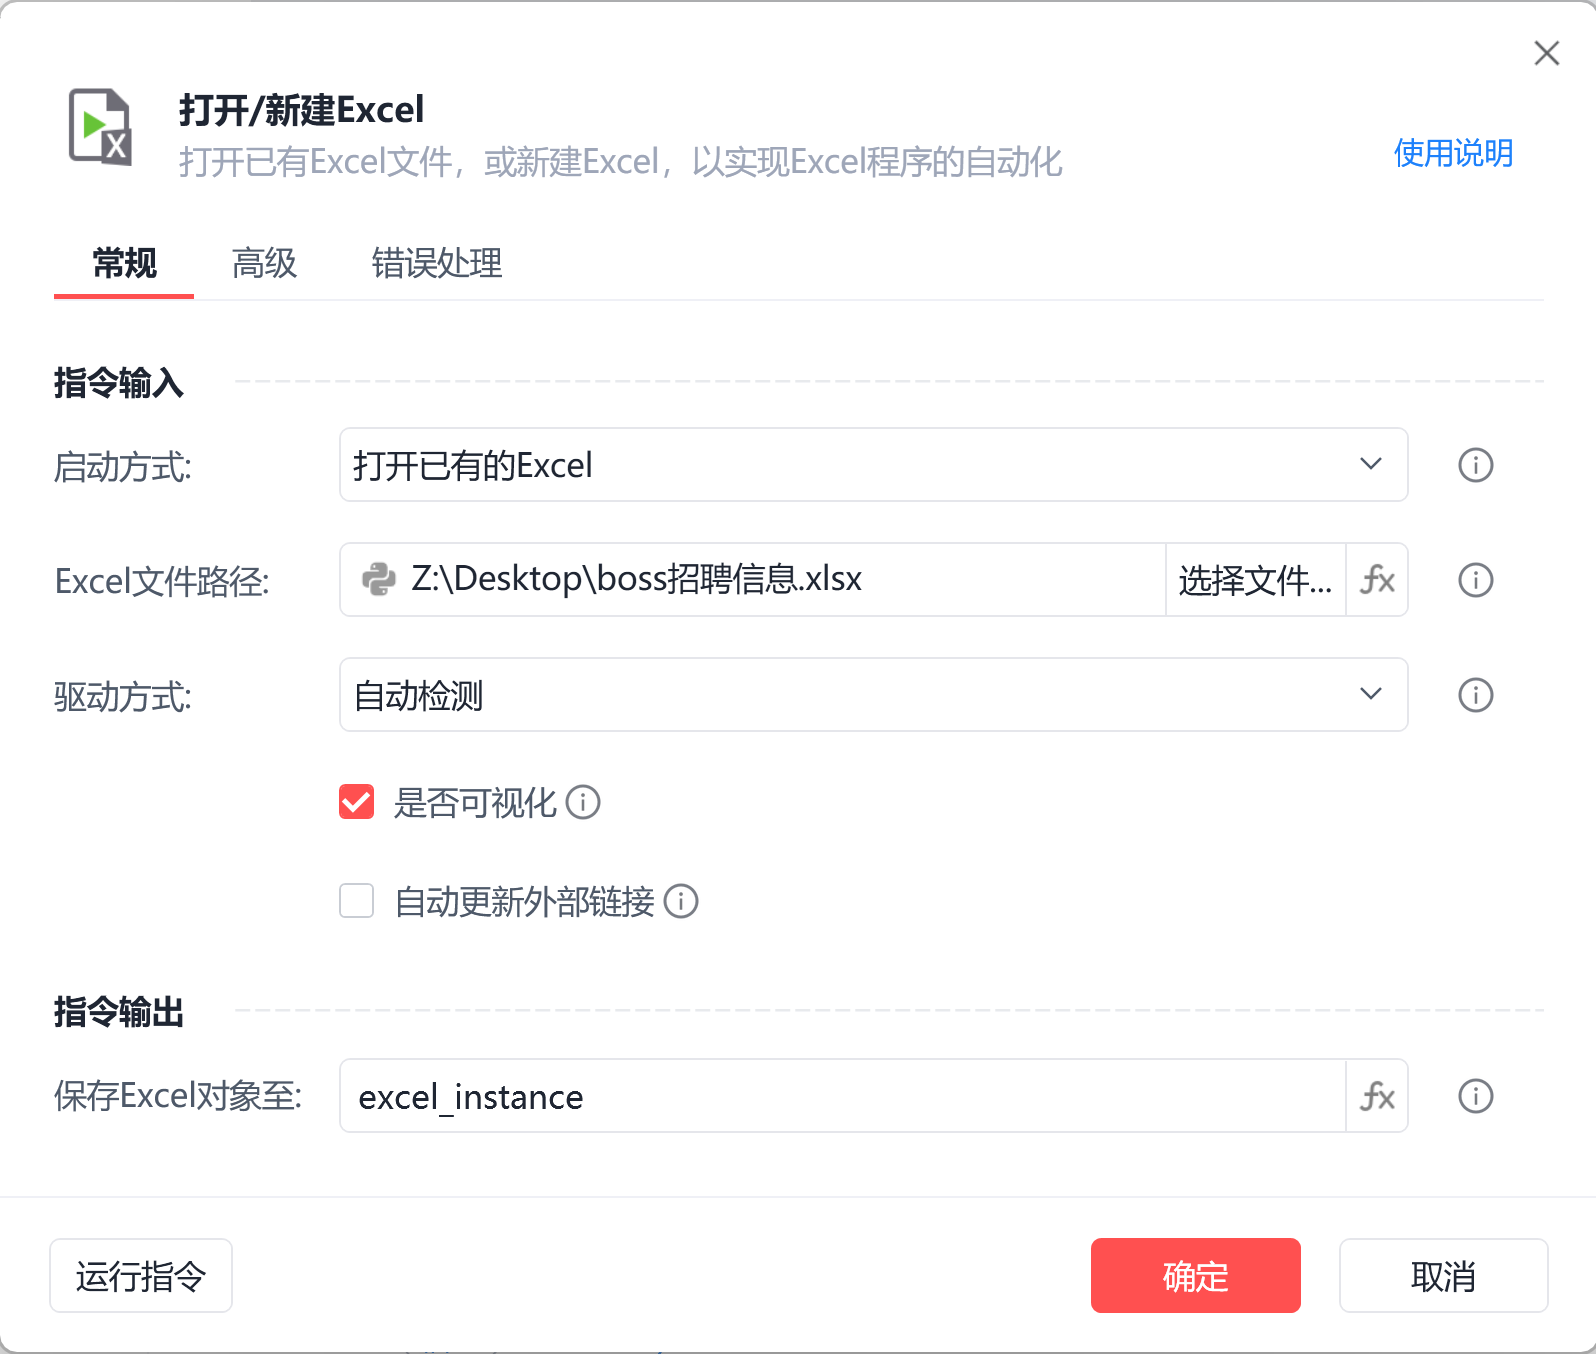 打开/新建Excel
打开已有Excel文件，或新建Excel，以实现Excel程序的自动化
使用说明
常规 高级 错误处理
指令输入
启动方式: 打开已有的Excel
Excel文件路径: Z:\Desktop\boss招聘信息.xlsx 选择文件... fx
驱动方式: 自动检测
是否可视化
自动更新外部链接
指令输出
保存Excel对象至: excel_instance fx
运行指令 确定 取消